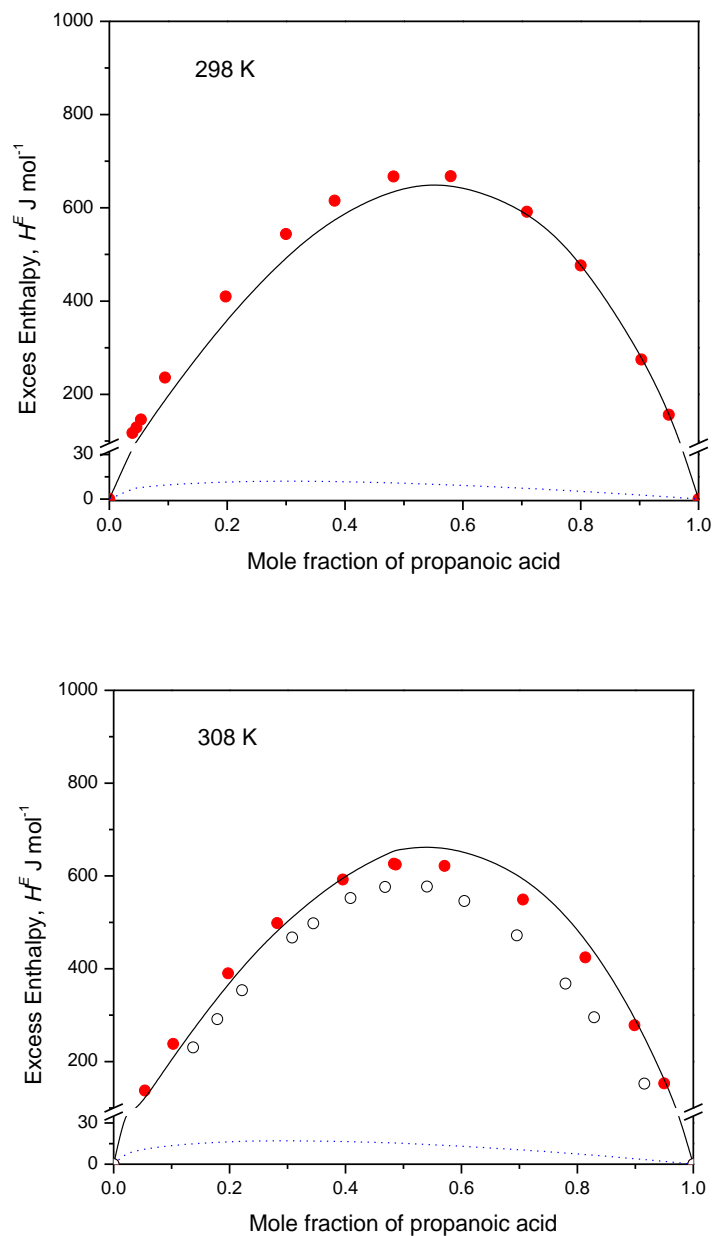 1000
298 K
800
600
400
200
30
0
0.0 0.2 0.4 0.6 0.8 1.0
Exces Enthalpy, H^E J mol^-1
Mole fraction of propanoic acid
1000
308 K
800
600
400
200
30
0
0.0 0.2 0.4 0.6 0.8 1.0
Excess Enthalpy, H^E J mol^-1
Mole fraction of propanoic acid